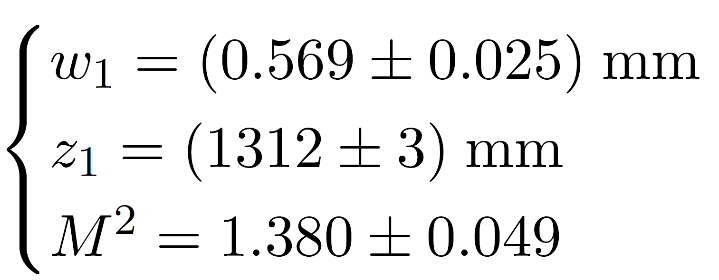 w₁ = (0.569 ± 0.025) mm
z₁ = (1312 ± 3) mm
M² = 1.380 ± 0.049